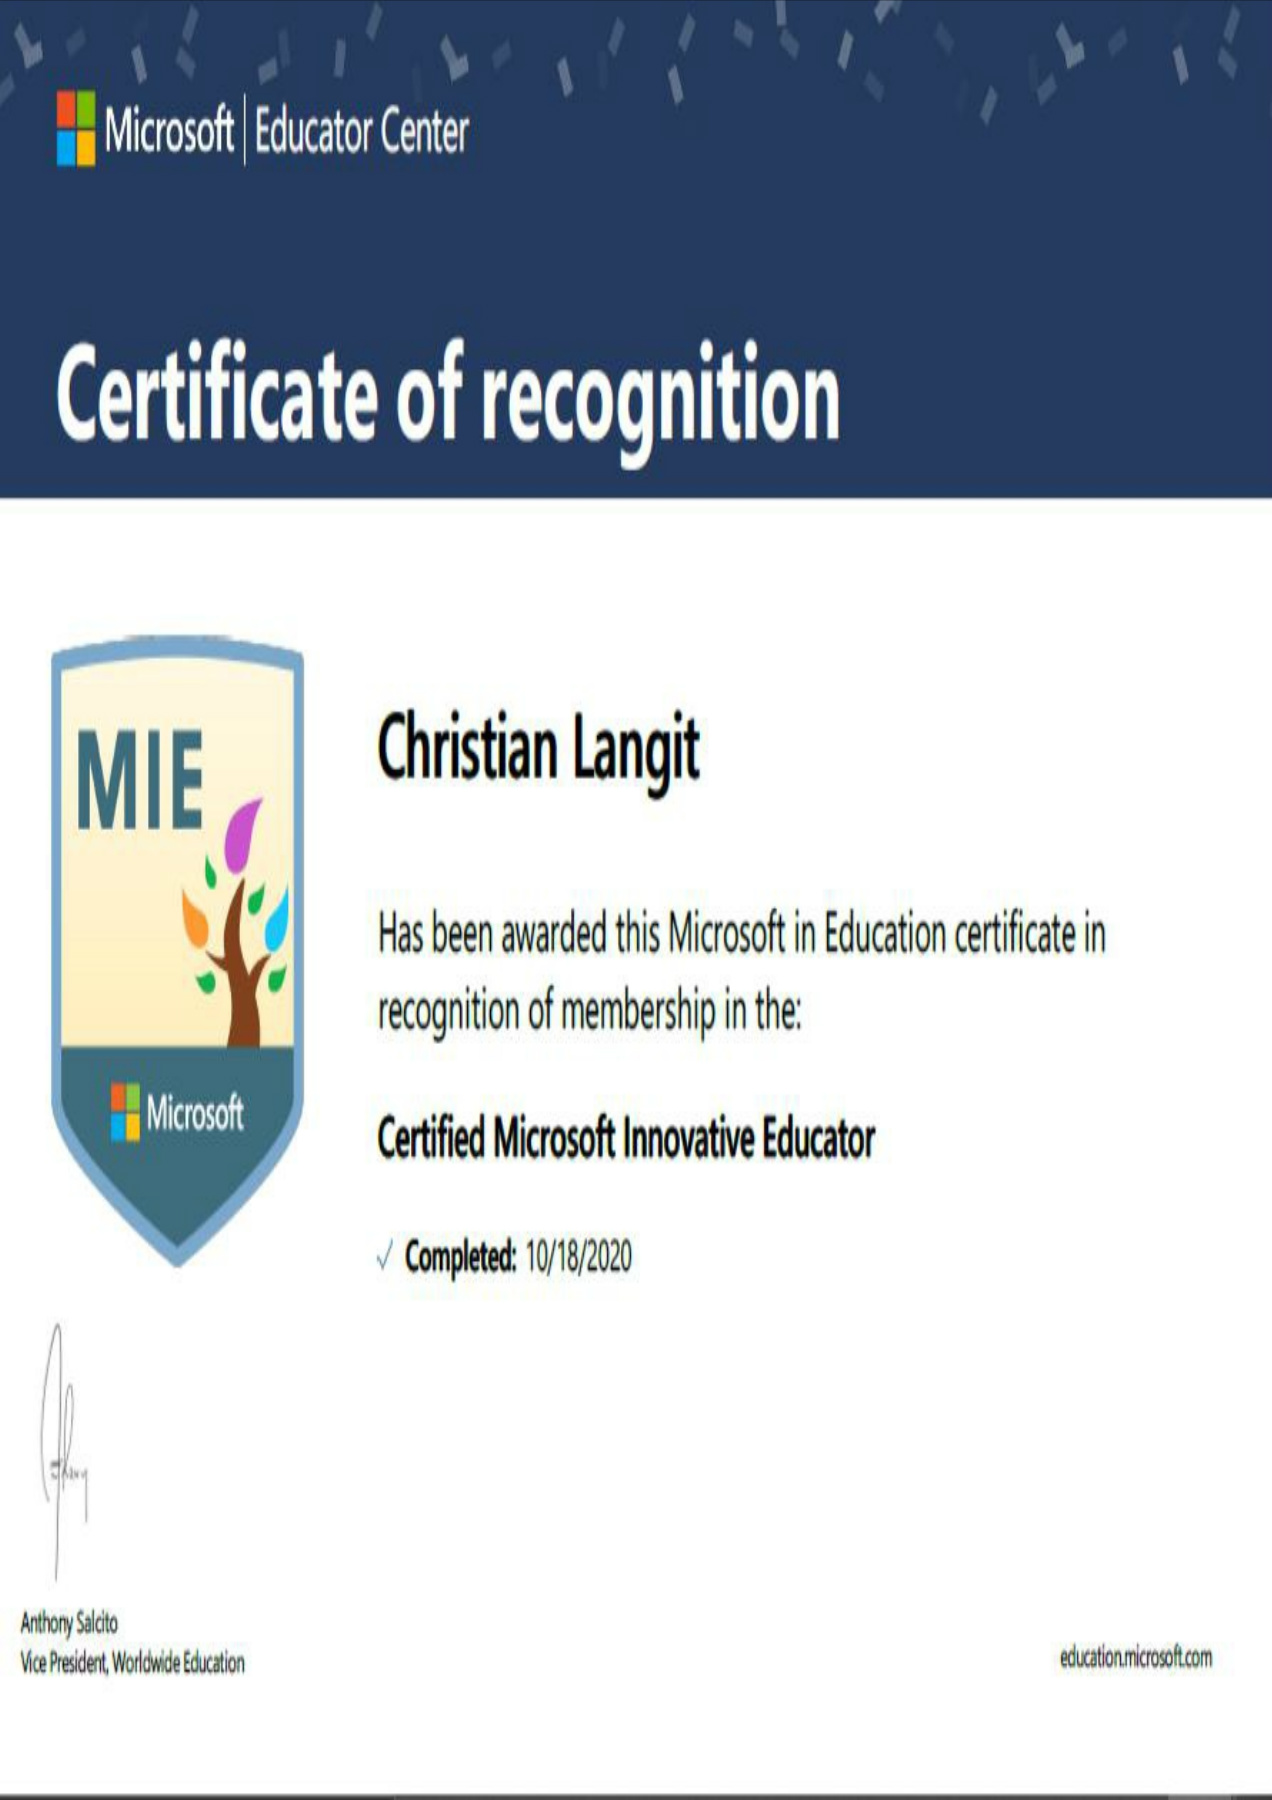 Microsoft | Educator Center
Certificate of recognition
MIE
Microsoft
Christian Langit
Has been awarded this Microsoft in Education certificate in
recognition of membership in the:
Certified Microsoft Innovative Educator
✓ Completed: 10/18/2020
Anthony Salcito
Vice President, Worldwide Education
education.microsoft.com